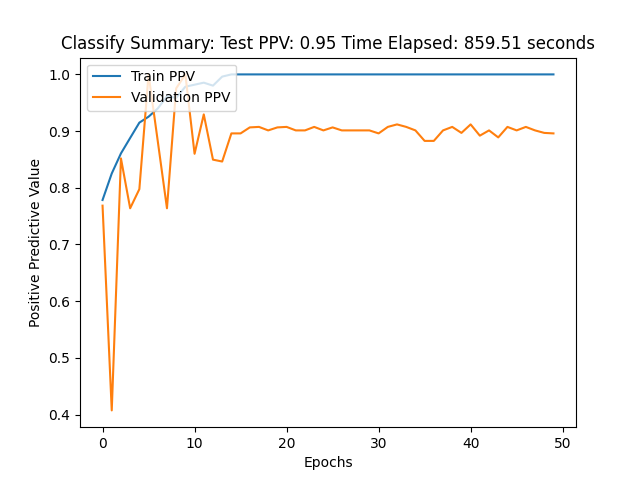 Classify Summary: Test PPV: 0.95 Time Elapsed: 859.51 seconds
Train PPV
Validation PPV
1.0
0.9
0.8
0.7
0.6
0.5
0.4
Positive Predictive Value
0 10 20 30 40 50
Epochs